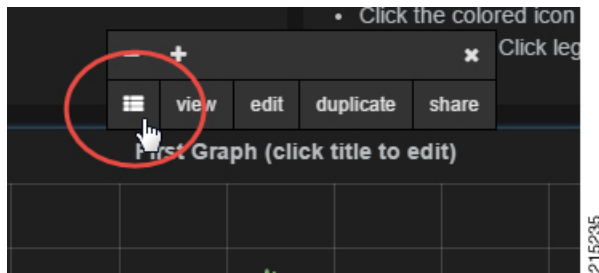 • Click the colored icon
− + ✖ Click leg
view edit duplicate share
First Graph (click title to edit)
215235